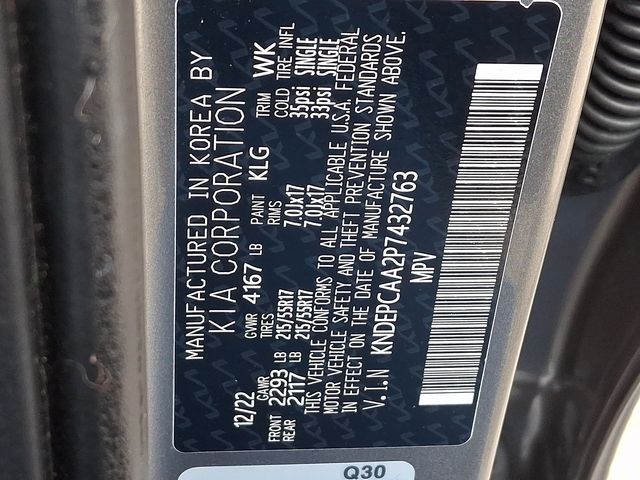 MANUFACTURED IN KOREA BY
KIA CORPORATION
12/22 GVWR 4167 LB PAINT KLG TRIM WK
GAWR TIRES RIMS COLD TIRE INFL
FRONT 2293 LB 215/55R17 7.0Jx17 35psi SINGLE
REAR 2117 LB 215/55R17 7.0Jx17 33psi SINGLE
THIS VEHICLE CONFORMS TO ALL APPLICABLE U.S.A. FEDERAL
MOTOR VEHICLE SAFETY AND THEFT PREVENTION STANDARDS
IN EFFECT ON THE DATE OF MANUFACTURE SHOWN ABOVE.
V.I.N KNDEPCAA2P7432763
MPV
Q30